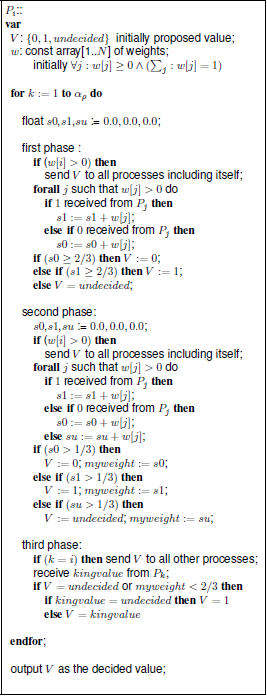 P_i::
var
V : {0, 1, undecided} initially proposed value;
w: const array[1..N] of weights;
initially ∀j : w[j] ≥ 0 ∧ (∑_j : w[j] = 1)
for k := 1 to α_ρ do
float s0,s1,su := 0.0, 0.0, 0.0;
first phase :
if (w[i] > 0) then
send V to all processes including itself;
forall j such that w[j] > 0 do
if 1 received from P_j then
s1 := s1 + w[j];
else if 0 received from P_j then
s0 := s0 + w[j];
if (s0 ≥ 2/3) then V := 0;
else if (s1 ≥ 2/3) then V := 1;
else V = undecided;
second phase:
s0,s1,su := 0.0, 0.0, 0.0;
if (w[i] > 0) then
send V to all processes including itself;
forall j such that w[j] > 0 do
if 1 received from P_j then
s1 := s1 + w[j];
else if 0 received from P_j then
s0 := s0 + w[j];
else su := su + w[j];
if (s0 > 1/3) then
V := 0; myweight := s0;
else if (s1 > 1/3) then
V := 1; myweight := s1;
else if (su > 1/3) then
V := undecided; myweight := su;
third phase:
if (k = i) then send V to all other processes;
receive kingvalue from P_k;
if V = undecided or myweight < 2/3 then
if kingvalue = undecided then V = 1
else V = kingvalue
endfor;
output V as the decided value;